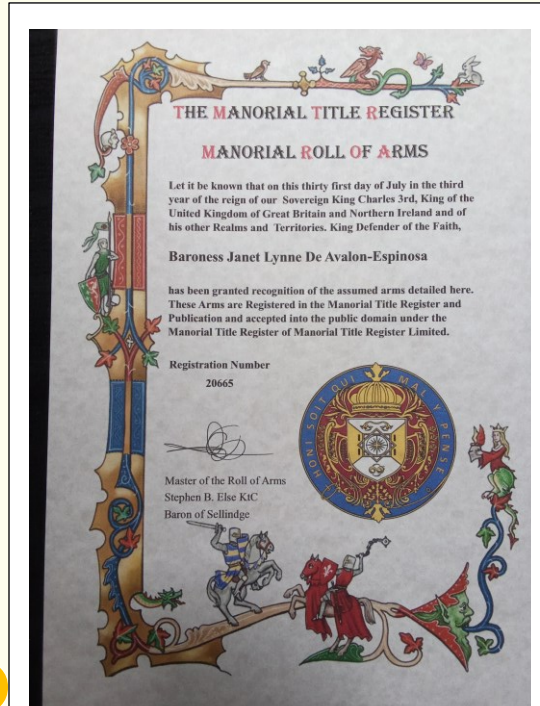 THE MANORIAL TITLE REGISTER
MANORIAL ROLL OF ARMS
Let it be known that on this thirty first day of July in the third
year of the reign of our Sovereign King Charles 3rd, King of the
United Kingdom of Great Britain and Northern Ireland and of
his other Realms and Territories. King Defender of the Faith,
Baroness Janet Lynne De Avalon-Espinosa
has been granted recognition of the assumed arms detailed here.
These Arms are Registered in the Manorial Title Register and
Publication and accepted into the public domain under the
Manorial Title Register of Manorial Title Register Limited.
Registration Number
20665
HONI SOIT QUI MAL Y PENSE
Master of the Roll of Arms
Stephen B. Else KtC
Baron of Sellindge